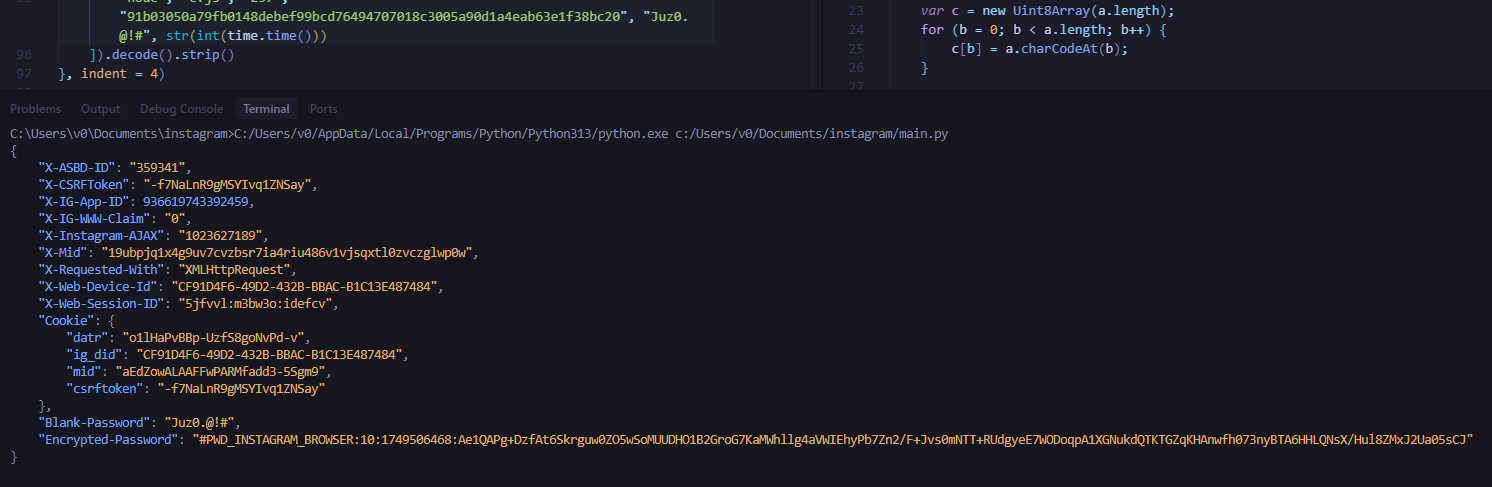 "91b03050a79fb0148debef99bcd76494707018c3005a90d1a4eab63e1f38bc20", "Juz0.
@!#", str(int(time.time()))
96 ]).decode().strip()
97 }, indent = 4)
23 var c = new Uint8Array(a.length);
24 for (b = 0; b < a.length; b++) {
25 c[b] = a.charCodeAt(b);
26 }
27
Problems Output Debug Console Terminal Ports
C:\Users\v0\Documents\instagram>C:/Users/v0/AppData/Local/Programs/Python/Python313/python.exe c:/Users/v0/Documents/instagram/main.py
{
"X-ASBD-ID": "359341",
"X-CSRFToken": "-f7NaLnR9gMSYIvq1ZNSay",
"X-IG-App-ID": 936619743392459,
"X-IG-WWW-Claim": "0",
"X-Instagram-AJAX": "1023627189",
"X-Mid": "19ubpjq1x4g9uv7cvzbsr7ia4riu486v1vjsqxtl0zvczglwp0w",
"X-Requested-With": "XMLHttpRequest",
"X-Web-Device-Id": "CF91D4F6-49D2-432B-BBAC-B1C13E487484",
"X-Web-Session-ID": "5jfvvl:m3bw3o:idefcv",
"Cookie": {
"datr": "o1lHaPvBBp-UzfS8goNvPd-v",
"ig_did": "CF91D4F6-49D2-432B-BBAC-B1C13E487484",
"mid": "aEdZowALAAFFwPARMfadd3-5Sgm9",
"csrftoken": "-f7NaLnR9gMSYIvq1ZNSay"
},
"Blank-Password": "Juz0.@!#",
"Encrypted-Password": "#PWD_INSTAGRAM_BROWSER:10:1749506468:Ae1QAPg+DzfAt6Skrguw0ZO5wSoMUUDHO1B2GroG7KaMWhllg4aVWIEhyPb7Zn2/F+Jvs0mNTT+RUdgyeE7WODoqpA1XGNukdQTKTGZqKHAnwfh073nyBTA6HHLQNsX/Hul8ZMxJ2Ua05sCJ"
}